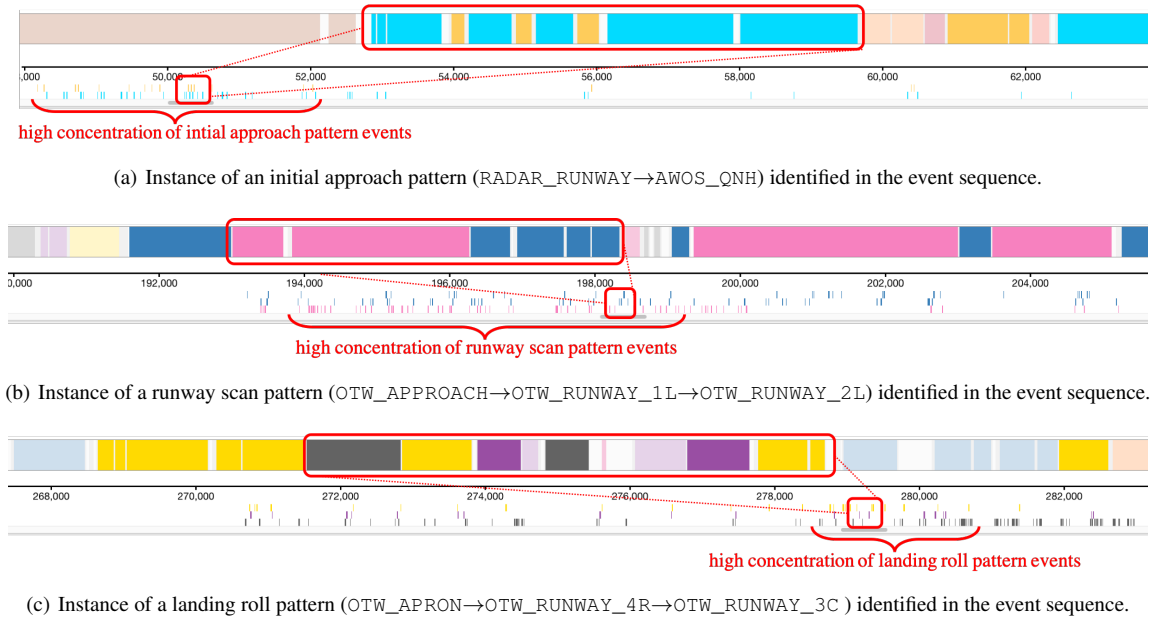 ،000 50,000 52,000 54,000 56,000 58,000 60,000 62,000
high concentration of intial approach pattern events
(a) Instance of an initial approach pattern (RADAR_RUNWAY→AWOS_QNH) identified in the event sequence.
0,000 192,000 194,000 196,000 198,000 200,000 202,000 204,000
high concentration of runway scan pattern events
(b) Instance of a runway scan pattern (OTW_APPROACH→OTW_RUNWAY_1L→OTW_RUNWAY_2L) identified in the event sequence.
268,000 270,000 272,000 274,000 276,000 278,000 280,000 282,000
high concentration of landing roll pattern events
(c) Instance of a landing roll pattern (OTW_APRON→OTW_RUNWAY_4R→OTW_RUNWAY_3C ) identified in the event sequence.